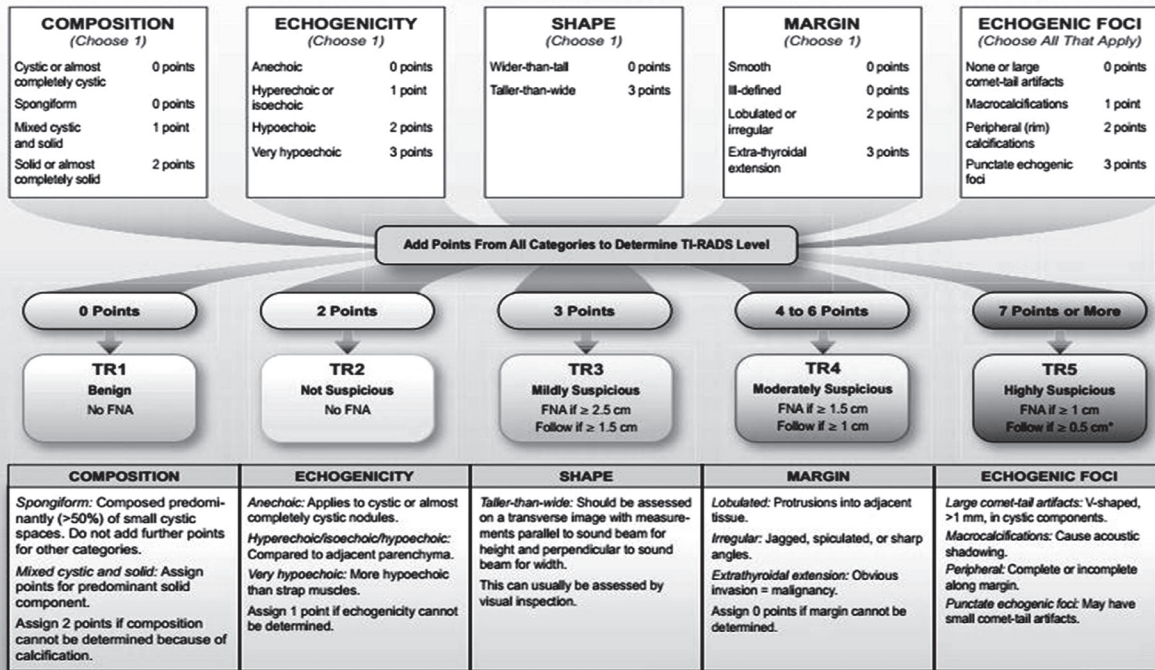 COMPOSITION
(Choose 1)
Cystic or almost 0 points
completely cystic
Spongiform 0 points
Mixed cystic 1 point
and solid
Solid or almost 2 points
completely solid
ECHOGENICITY
(Choose 1)
Anechoic 0 points
Hyperechoic or 1 point
isoechoic
Hypoechoic 2 points
Very hypoechoic 3 points
SHAPE
(Choose 1)
Wider-than-tall 0 points
Taller-than-wide 3 points
MARGIN
(Choose 1)
Smooth 0 points
Ill-defined 0 points
Lobulated or 2 points
irregular
Extra-thyroidal 3 points
extension
ECHOGENIC FOCI
(Choose All That Apply)
None or large 0 points
comet-tail artifacts
Macrocalcifications 1 point
Peripheral (rim) 2 points
calcifications
Punctate echogenic 3 points
foci
Add Points From All Categories to Determine TI-RADS Level
0 Points
2 Points
3 Points
4 to 6 Points
7 Points or More
TR1
Benign
No FNA
TR2
Not Suspicious
No FNA
TR3
Mildly Suspicious
FNA if ≥ 2.5 cm
Follow if ≥ 1.5 cm
TR4
Moderately Suspicious
FNA if ≥ 1.5 cm
Follow if ≥ 1 cm
TR5
Highly Suspicious
FNA if ≥ 1 cm
Follow if ≥ 0.5 cm*
COMPOSITION
Spongiform: Composed predomi-
nantly (>50%) of small cystic
spaces. Do not add further points
for other categories.
Mixed cystic and solid: Assign
points for predominant solid
component.
Assign 2 points if composition
cannot be determined because of
calcification.
ECHOGENICITY
Anechoic: Applies to cystic or almost
completely cystic nodules.
Hyperechoic/isoechoic/hypoechoic:
Compared to adjacent parenchyma.
Very hypoechoic: More hypoechoic
than strap muscles.
Assign 1 point if echogenicity cannot
be determined.
SHAPE
Taller-than-wide: Should be assessed
on a transverse image with measure-
ments parallel to sound beam for
height and perpendicular to sound
beam for width.
This can usually be assessed by
visual inspection.
MARGIN
Lobulated: Protrusions into adjacent
tissue.
Irregular: Jagged, spiculated, or sharp
angles.
Extrathyroidal extension: Obvious
invasion = malignancy.
Assign 0 points if margin cannot be
determined.
ECHOGENIC FOCI
Large comet-tail artifacts: V-shaped,
>1 mm, in cystic components.
Macrocalcifications: Cause acoustic
shadowing.
Peripheral: Complete or incomplete
along margin.
Punctate echogenic foci: May have
small comet-tail artifacts.